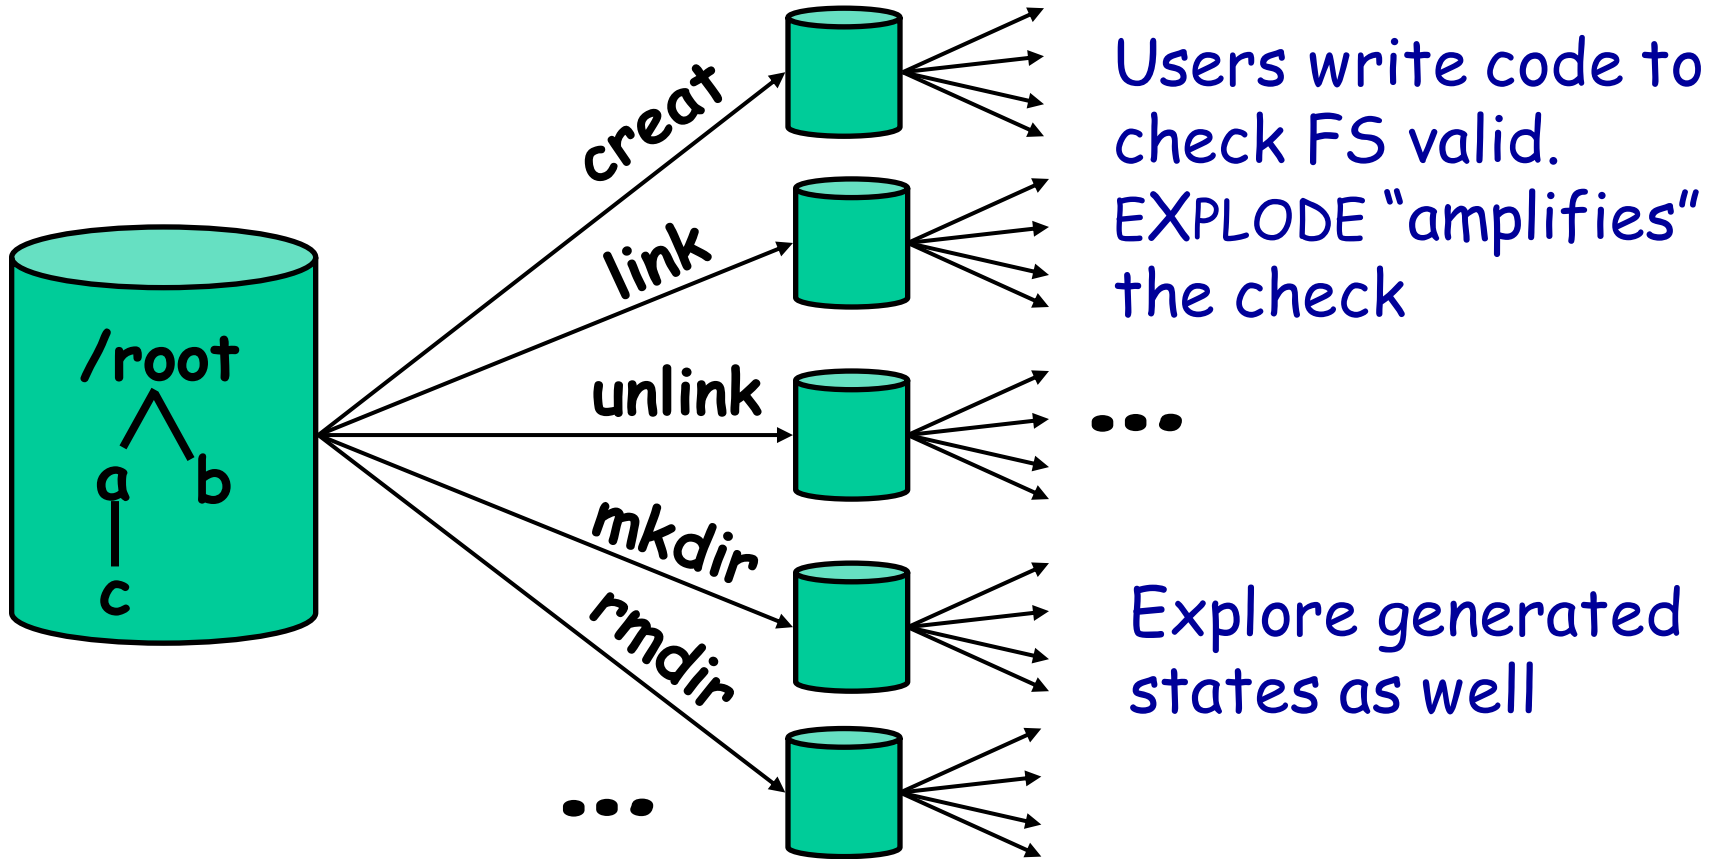 /root
a b
c
creat
link
unlink
mkdir
rmdir
...
Users write code to
check FS valid.
EXPLODE “amplifies”
the check
...
Explore generated
states as well